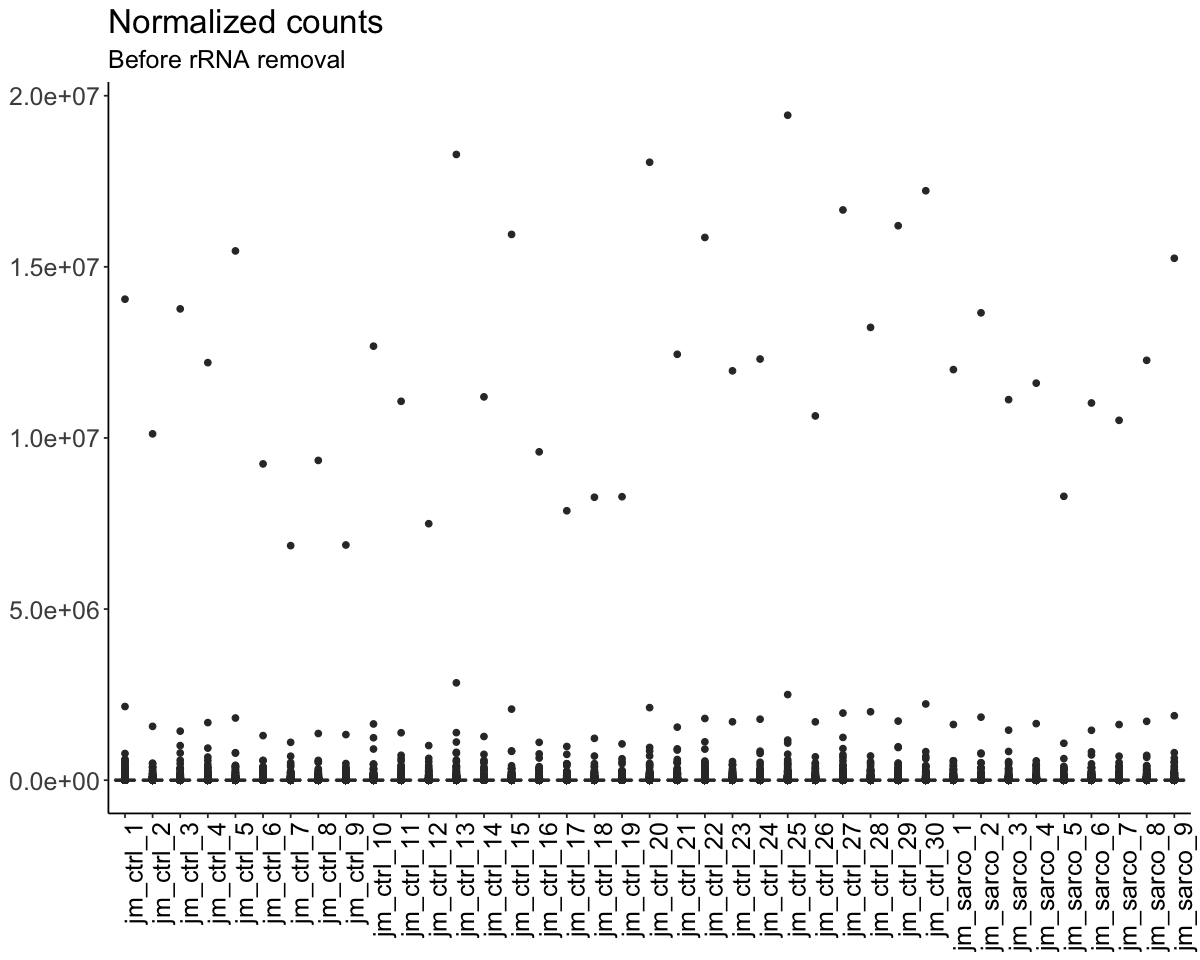 Normalized counts
Before rRNA removal
2.0e+07
1.5e+07
1.0e+07
5.0e+06
0.0e+00
jm_ctrl_1
jm_ctrl_2
jm_ctrl_3
jm_ctrl_4
jm_ctrl_5
jm_ctrl_6
jm_ctrl_7
jm_ctrl_8
jm_ctrl_9
jm_ctrl_10
jm_ctrl_11
jm_ctrl_12
jm_ctrl_13
jm_ctrl_14
jm_ctrl_15
jm_ctrl_16
jm_ctrl_17
jm_ctrl_18
jm_ctrl_19
jm_ctrl_20
jm_ctrl_21
jm_ctrl_22
jm_ctrl_23
jm_ctrl_24
jm_ctrl_25
jm_ctrl_26
jm_ctrl_27
jm_ctrl_28
jm_ctrl_29
jm_ctrl_30
jm_sarco_1
jm_sarco_2
jm_sarco_3
jm_sarco_4
jm_sarco_5
jm_sarco_6
jm_sarco_7
jm_sarco_8
jm_sarco_9